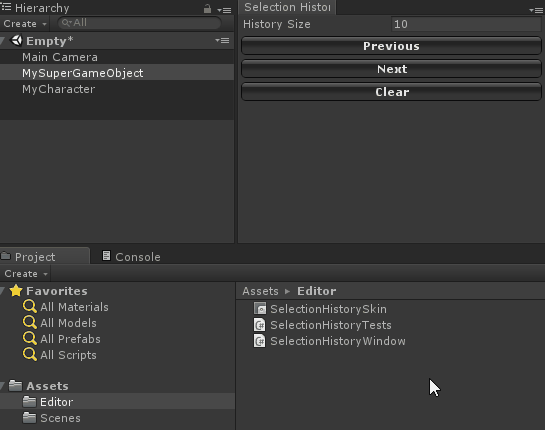 Hierarchy
Create
All
Empty*
Main Camera
MySuperGameObject
MyCharacter
Selection Histor
History Size 10
Previous
Next
Clear
Project Console
Create
Favorites
All Materials
All Models
All Prefabs
All Scripts
Assets
Editor
Scenes
Assets ▸ Editor
SelectionHistorySkin
SelectionHistoryTests
SelectionHistoryWindow